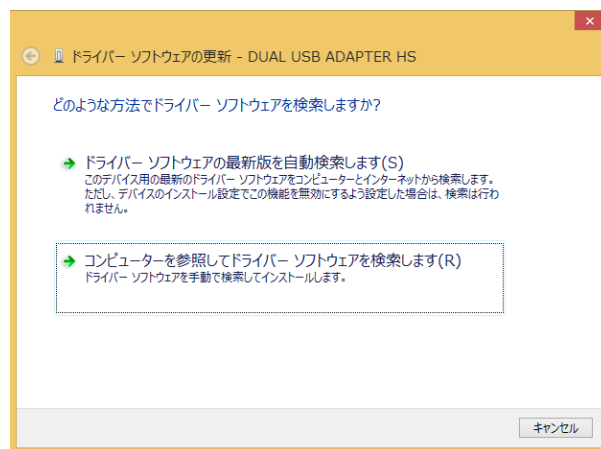 ドライバー ソフトウェアの更新 - DUAL USB ADAPTER HS
どのような方法でドライバー ソフトウェアを検索しますか?
ドライバー ソフトウェアの最新版を自動検索します(S)
このデバイス用の最新のドライバー ソフトウェアをコンピューターとインターネットから検索します。
ただし、デバイスのインストール設定でこの機能を無効にするよう設定した場合は、検索は行わ
れません。
コンピューターを参照してドライバー ソフトウェアを検索します(R)
ドライバー ソフトウェアを手動で検索してインストールします。
キャンセル